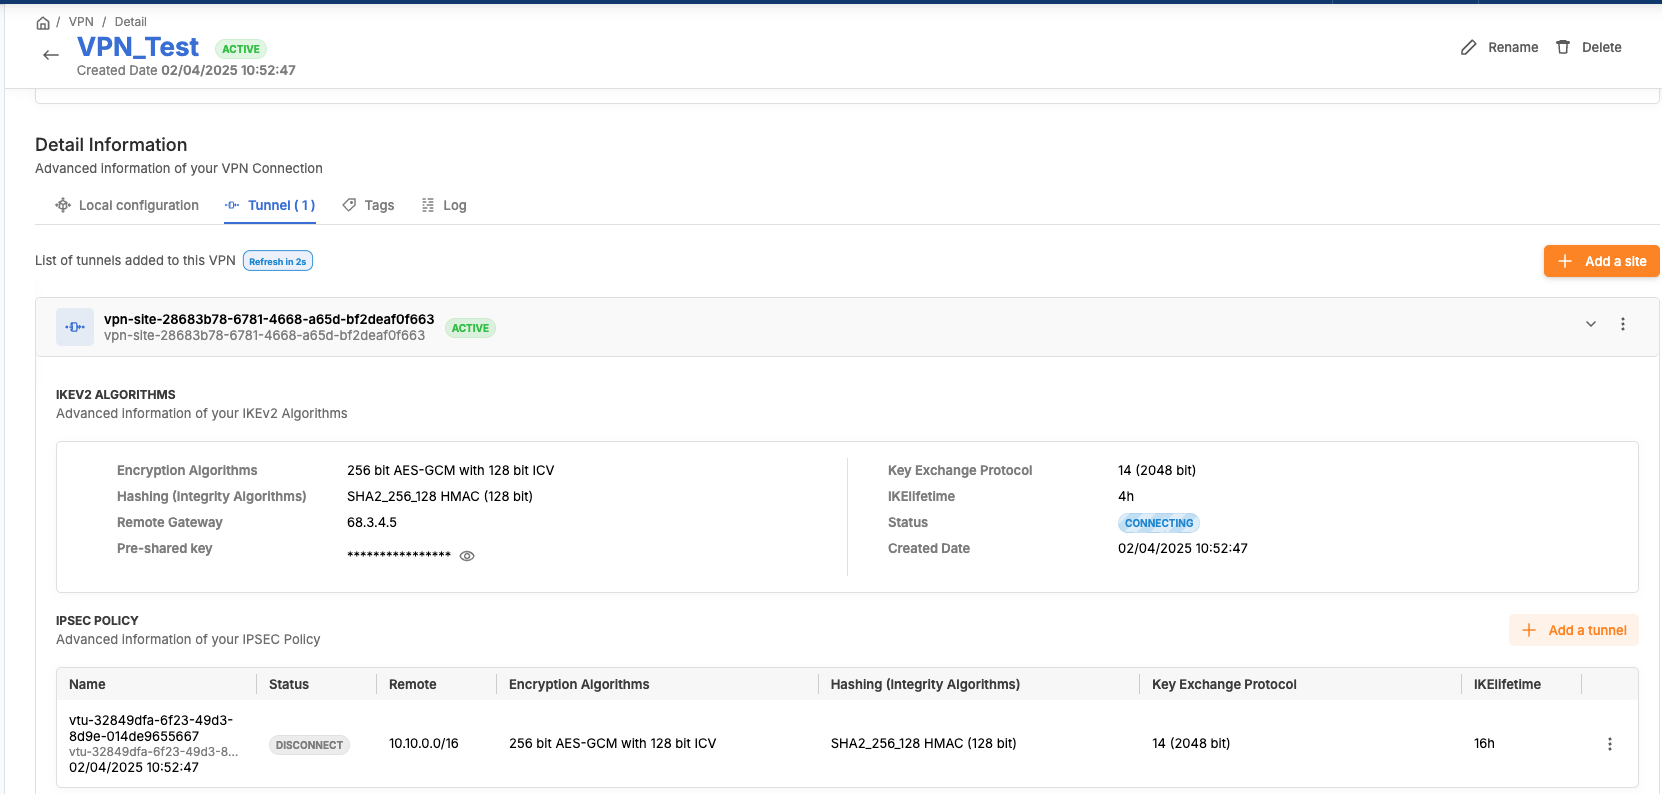 / VPN / Detail
VPN_Test ACTIVE
Created Date 02/04/2025 10:52:47
Rename Delete
Detail Information
Advanced information of your VPN Connection
Local configuration Tunnel ( 1 ) Tags Log
List of tunnels added to this VPN Refresh in 2s
Add a site
vpn-site-28683b78-6781-4668-a65d-bf2deaf0f663 ACTIVE
vpn-site-28683b78-6781-4668-a65d-bf2deaf0f663
IKEV2 ALGORITHMS
Advanced information of your IKEv2 Algorithms
Encryption Algorithms 256 bit AES-GCM with 128 bit ICV
Hashing (Integrity Algorithms) SHA2_256_128 HMAC (128 bit)
Remote Gateway 68.3.4.5
Pre-shared key ****************
Key Exchange Protocol 14 (2048 bit)
IKElifetime 4h
Status CONNECTING
Created Date 02/04/2025 10:52:47
IPSEC POLICY
Advanced information of your IPSEC Policy
Add a tunnel
Name Status Remote Encryption Algorithms Hashing (Integrity Algorithms) Key Exchange Protocol IKElifetime
vtu-32849dfa-6f23-49d3-
8d9e-014de9655667
vtu-32849dfa-6f23-49d3-8...
02/04/2025 10:52:47
DISCONNECT 10.10.0.0/16 256 bit AES-GCM with 128 bit ICV SHA2_256_128 HMAC (128 bit) 14 (2048 bit) 16h